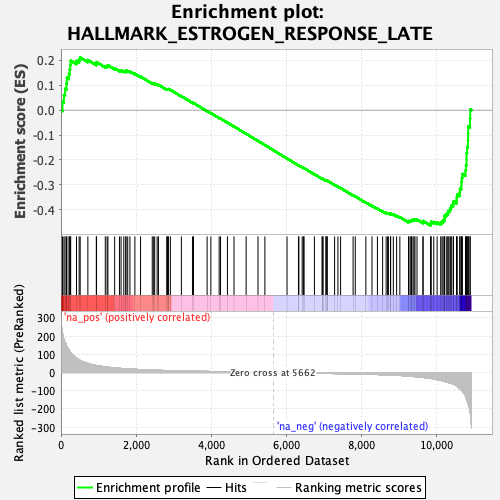 Enrichment plot:
HALLMARK_ESTROGEN_RESPONSE_LATE
Enrichment score (ES)
0.2
0.1
0.0
-0.1
-0.2
-0.3
-0.4
Ranked list metric (PreRanked)
300
200
100
0
-100
-200
-300
'na_pos' (positively correlated)
Zero cross at 5662
'na_neg' (negatively correlated)
0
2,000
4,000
6,000
8,000
10,000
Rank in Ordered Dataset
Enrichment profile
Hits
Ranking metric scores